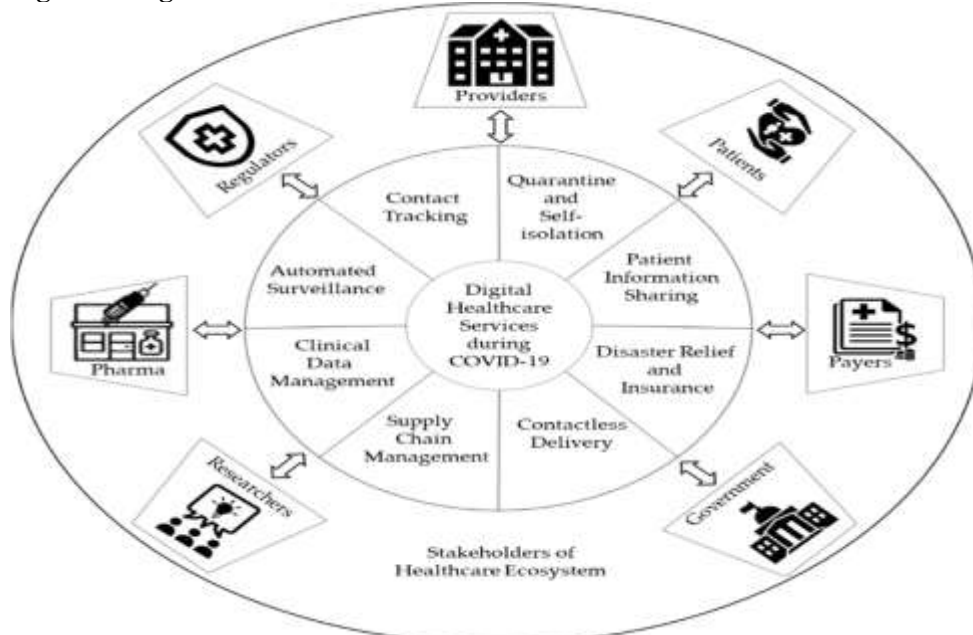 Providers
Regulators
Patients
Contact
Tracking
Quarantine
and
Self-
isolation
Automated
Surveillance
Patient
Information
Sharing
Digital
Healthcare
Services
during
COVID-19
Pharma
Payers
Clinical
Data
Management
Disaster Relief
and
Insurance
Supply
Chain
Management
Contactless
Delivery
Researchers
Government
Stakeholders of
Healthcare Ecosystem